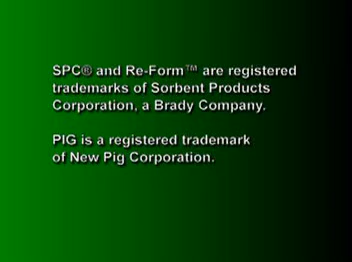 SPC® and Re-Form™ are registered
trademarks of Sorbent Products
Corporation, a Brady Company.
PIG is a registered trademark
of New Pig Corporation.